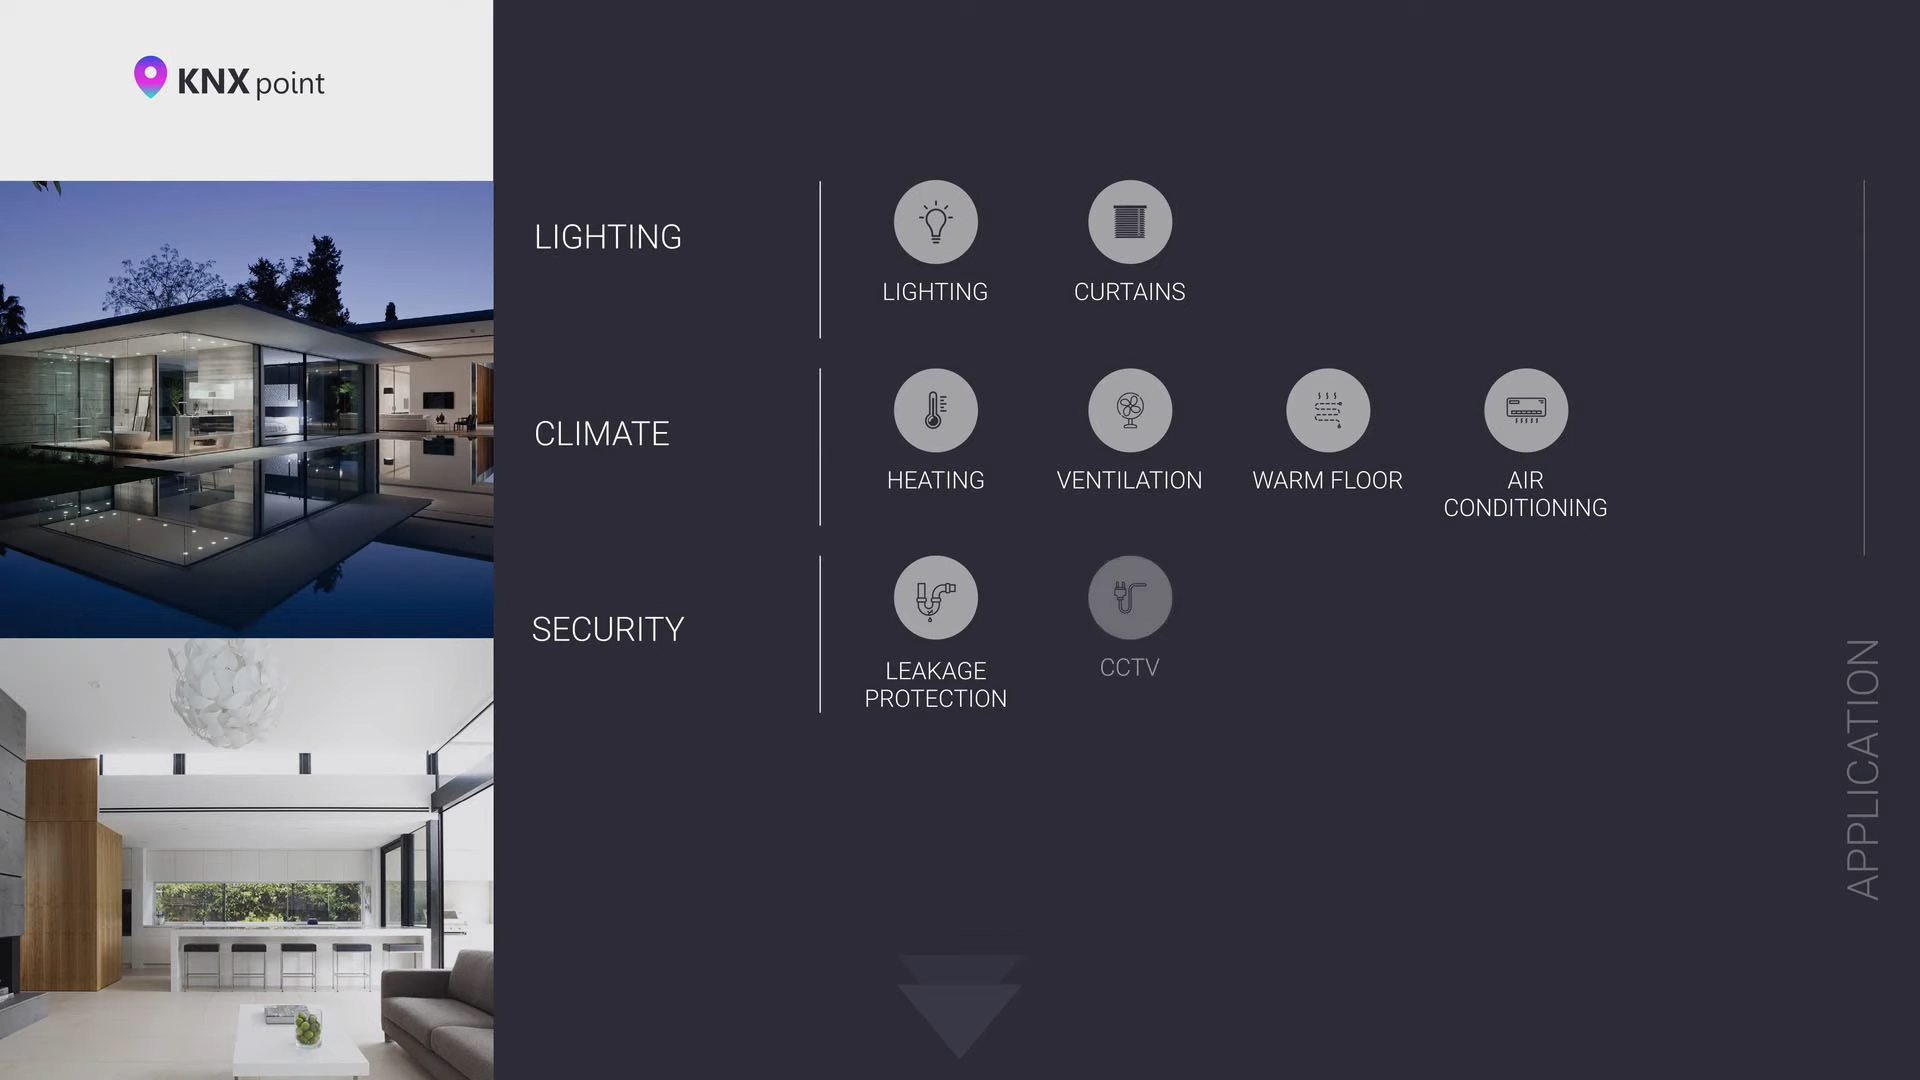 KNX point
LIGHTING
LIGHTING
CURTAINS
CLIMATE
HEATING
VENTILATION
WARM FLOOR
AIR
CONDITIONING
SECURITY
LEAKAGE
PROTECTION
CCTV
APPLICATION